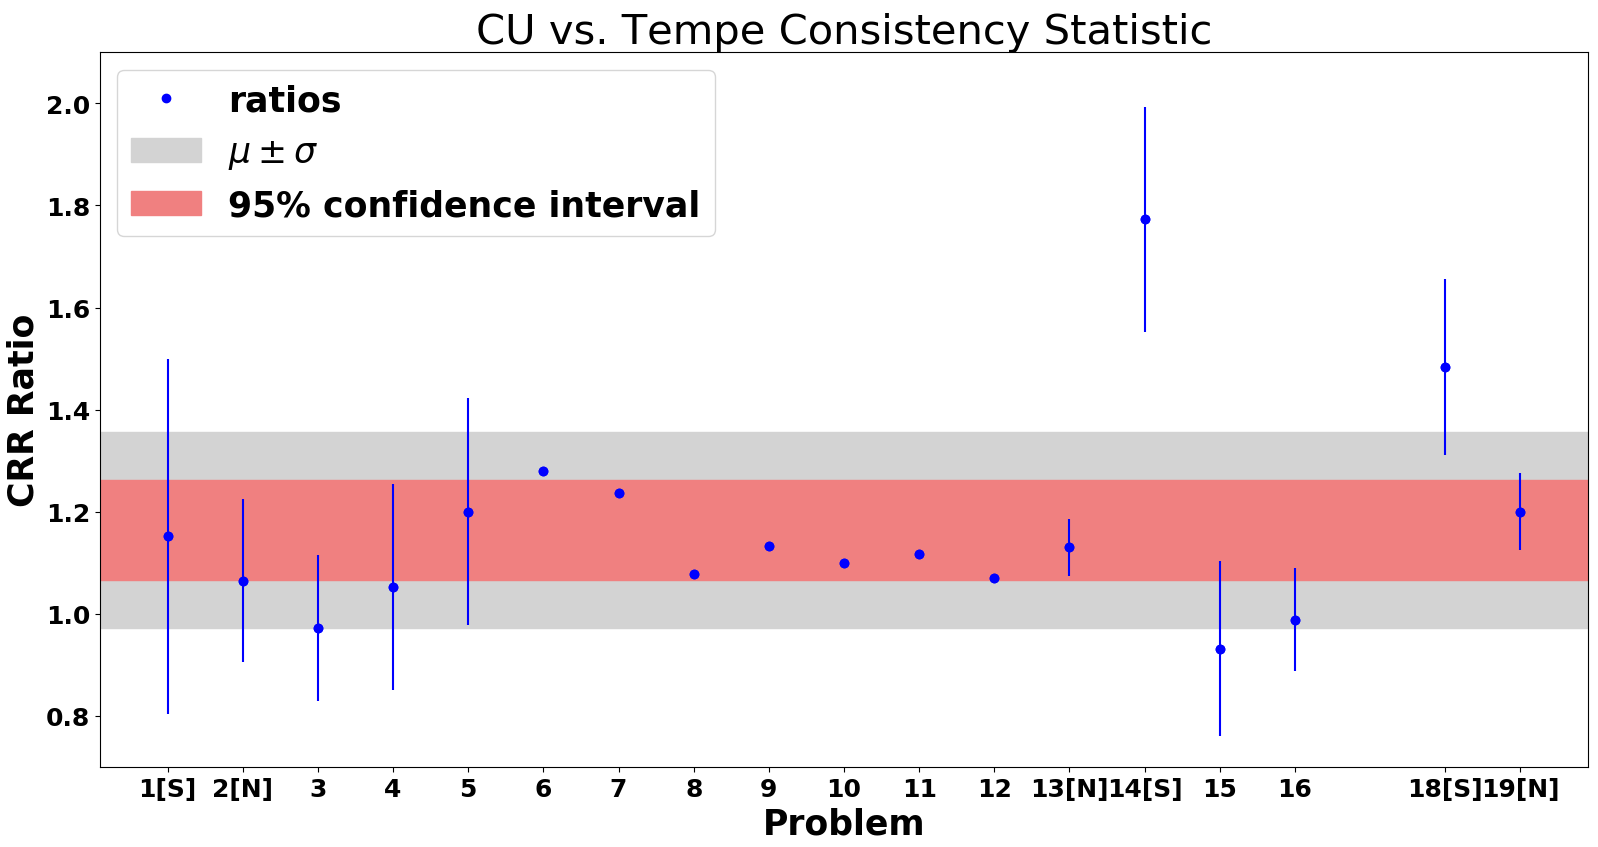 CU vs. Tempe Consistency Statistic
ratios
μ ± σ
95% confidence interval
CRR Ratio
2.0
1.8
1.6
1.4
1.2
1.0
0.8
1[S] 2[N] 3 4 5 6 7 8 9 10 11 12 13[N] 14[S] 15 16 18[S] 19[N]
Problem